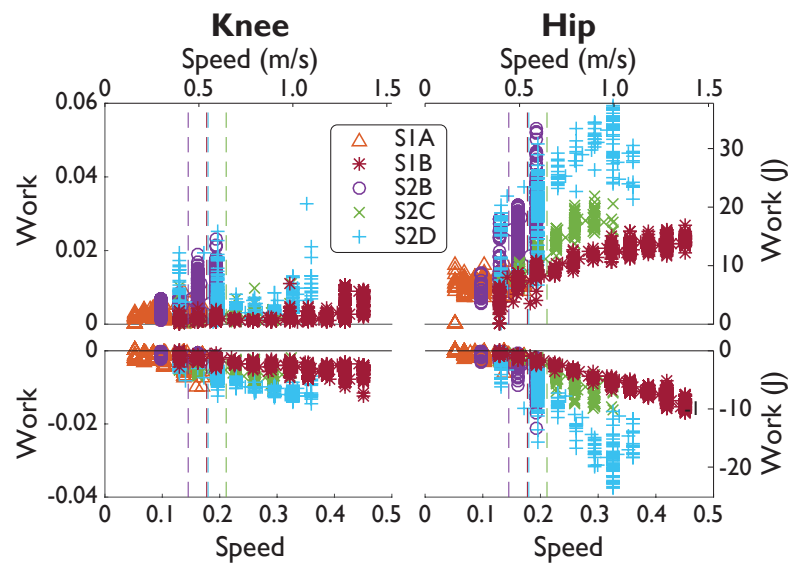 Knee Hip
Speed (m/s) Speed (m/s)
0 0.5 1.0 1.5 0 0.5 1.0 1.5
0.06
0.04
0.02
0
Work
S1A
S1B
S2B
S2C
S2D
30
20
10
0
Work (J)
0
-0.02
-0.04
Work
0
-10
-20
Work (J)
0 0.1 0.2 0.3 0.4 0.5 0 0.1 0.2 0.3 0.4 0.5
Speed Speed